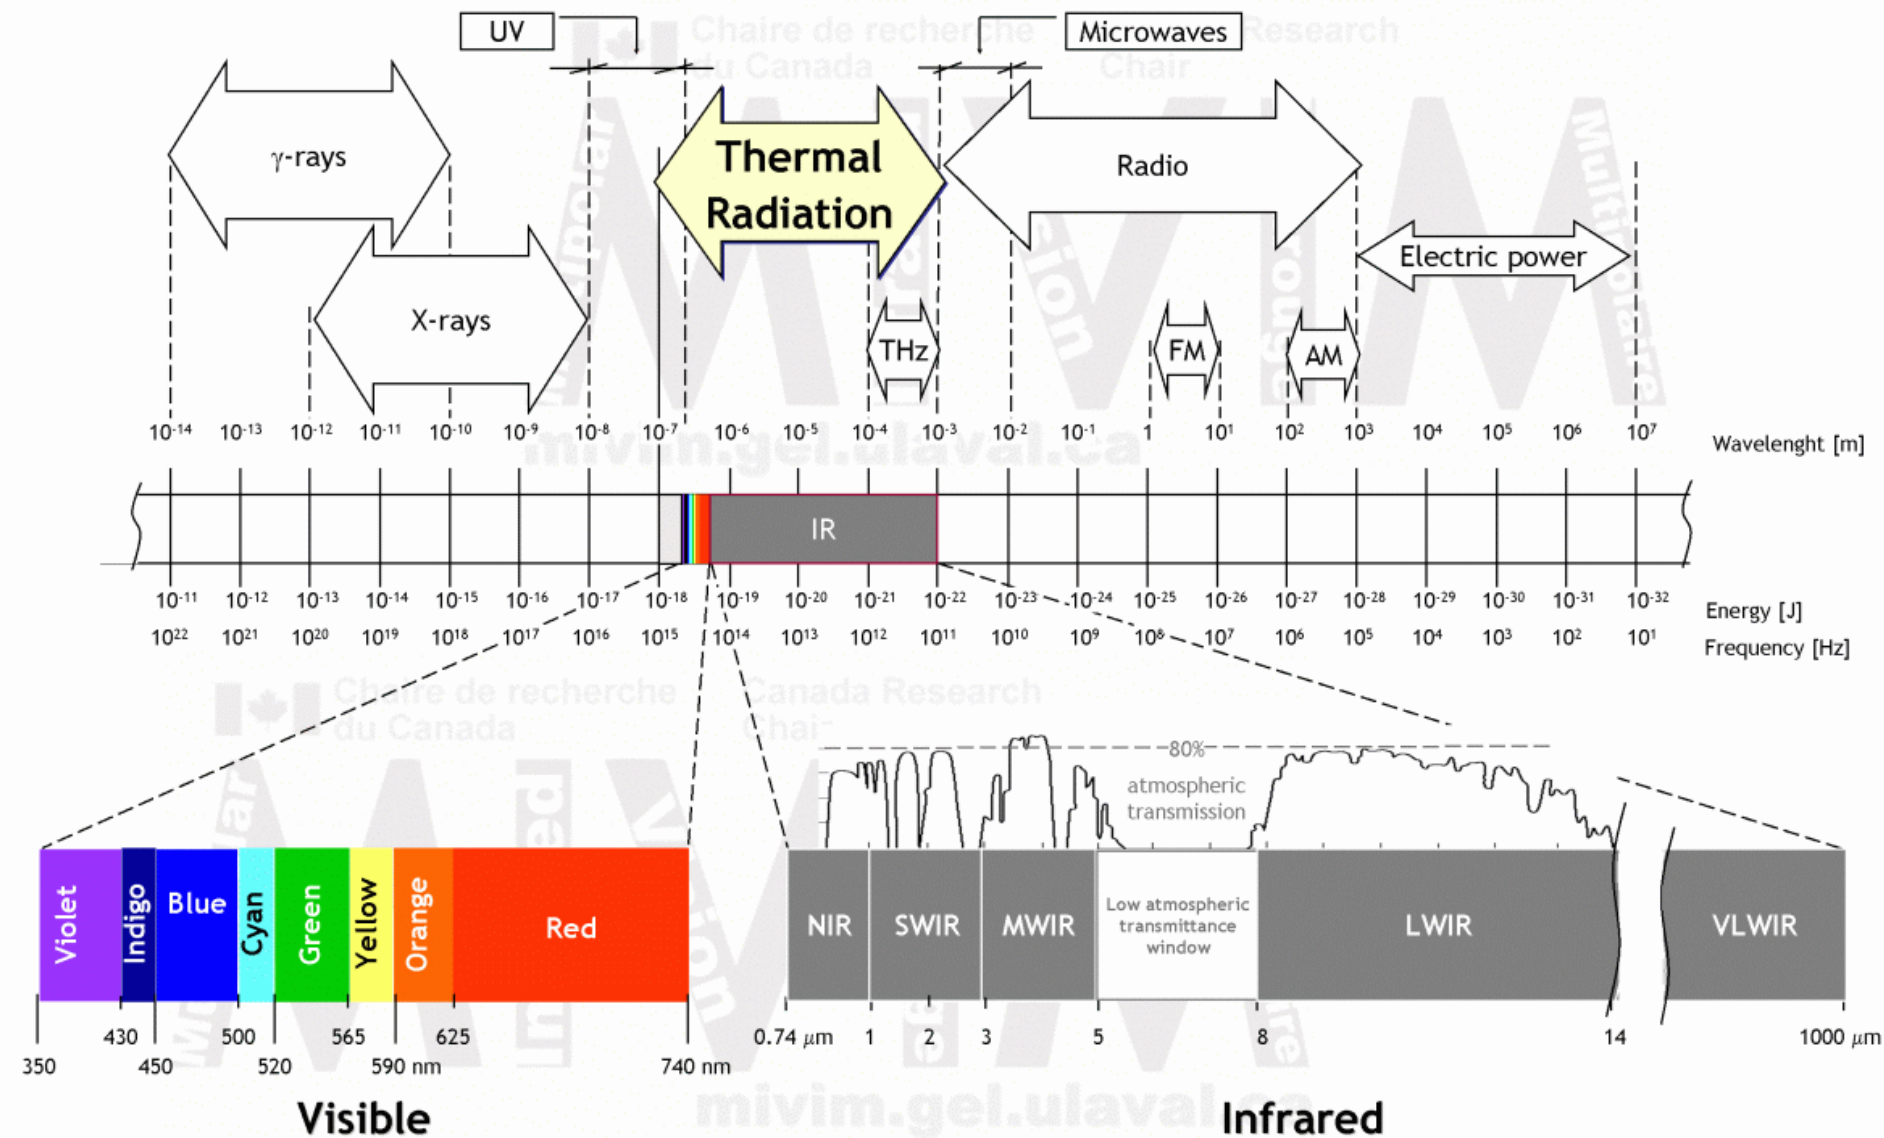 UV
Microwaves
Chaire de recherche
du Canada
Research
Chair
γ-rays
Thermal
Radiation
Radio
Electric power
X-rays
THz
FM
AM
10⁻¹⁴ 10⁻¹³ 10⁻¹² 10⁻¹¹ 10⁻¹⁰ 10⁻⁹ 10⁻⁸ 10⁻⁷ 10⁻⁶ 10⁻⁵ 10⁻⁴ 10⁻³ 10⁻² 10⁻¹ 1 10¹ 10² 10³ 10⁴ 10⁵ 10⁶ 10⁷
Wavelenght [m]
mivim.gel.ulaval.ca
IR
10⁻¹¹ 10⁻¹² 10⁻¹³ 10⁻¹⁴ 10⁻¹⁵ 10⁻¹⁶ 10⁻¹⁷ 10⁻¹⁸ 10⁻¹⁹ 10⁻²⁰ 10⁻²¹ 10⁻²² 10⁻²³ 10⁻²⁴ 10⁻²⁵ 10⁻²⁶ 10⁻²⁷ 10⁻²⁸ 10⁻²⁹ 10⁻³⁰ 10⁻³¹ 10⁻³²
Energy [J]
10²² 10²¹ 10²⁰ 10¹⁹ 10¹⁸ 10¹⁷ 10¹⁶ 10¹⁵ 10¹⁴ 10¹³ 10¹² 10¹¹ 10¹⁰ 10⁹ 10⁸ 10⁷ 10⁶ 10⁵ 10⁴ 10³ 10² 10¹
Frequency [Hz]
Chaire de recherche
du Canada
Canada Research
Chair
80%
atmospheric
transmission
Violet
Indigo
Blue
Cyan
Green
Yellow
Orange
Red
NIR
SWIR
MWIR
Low atmospheric
transmittance
window
LWIR
VLWIR
430 500 565 625
350 450 520 590 nm 740 nm
0.74 μm 1 2 3 5 8 14 1000 μm
mivim.gel.ulaval.ca
Visible
Infrared